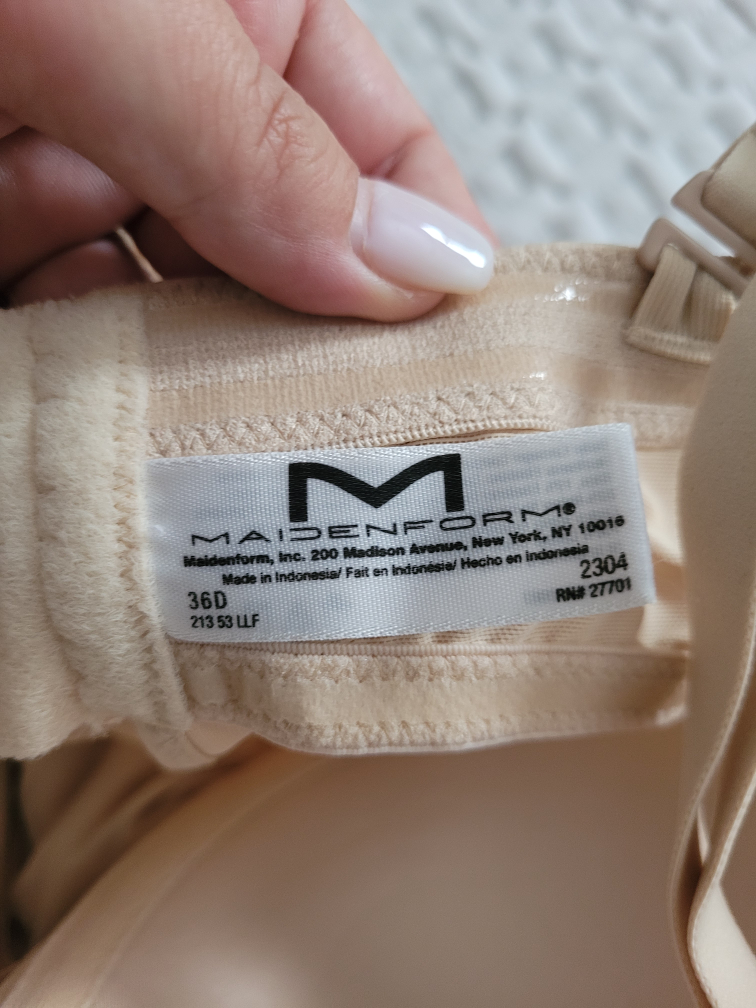 M
MAIDENFORM®
Maidenform, Inc. 200 Madison Avenue, New York, NY 10016
Made in Indonesia/ Fait en Indonésie/ Hecho en Indonesia
36D 2304
213 53 LLF RN# 27701